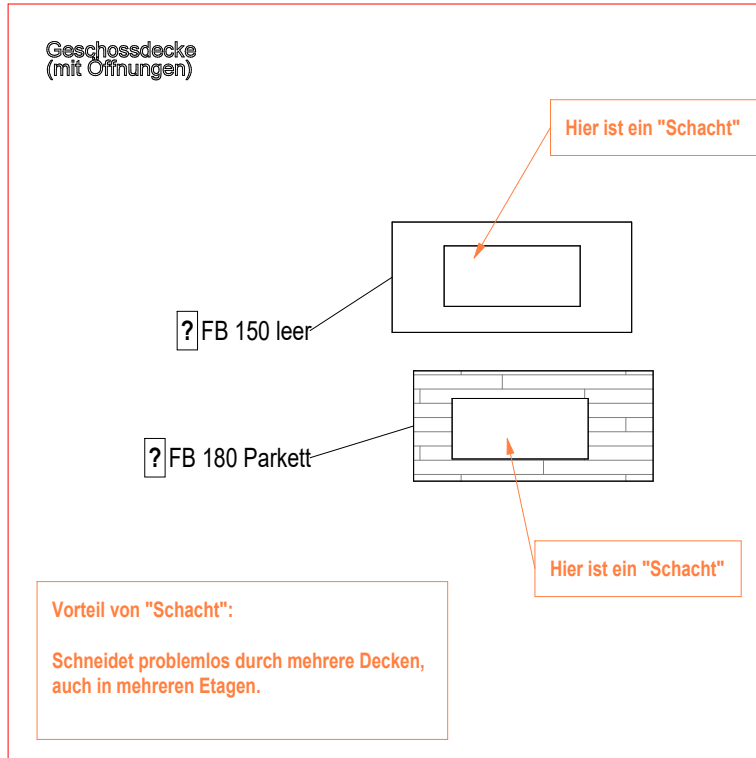 Geschossdecke
(mit Öffnungen)
Hier ist ein "Schacht"
? FB 150 leer
? FB 180 Parkett
Hier ist ein "Schacht"
Vorteil von "Schacht":
Schneidet problemlos durch mehrere Decken,
auch in mehreren Etagen.